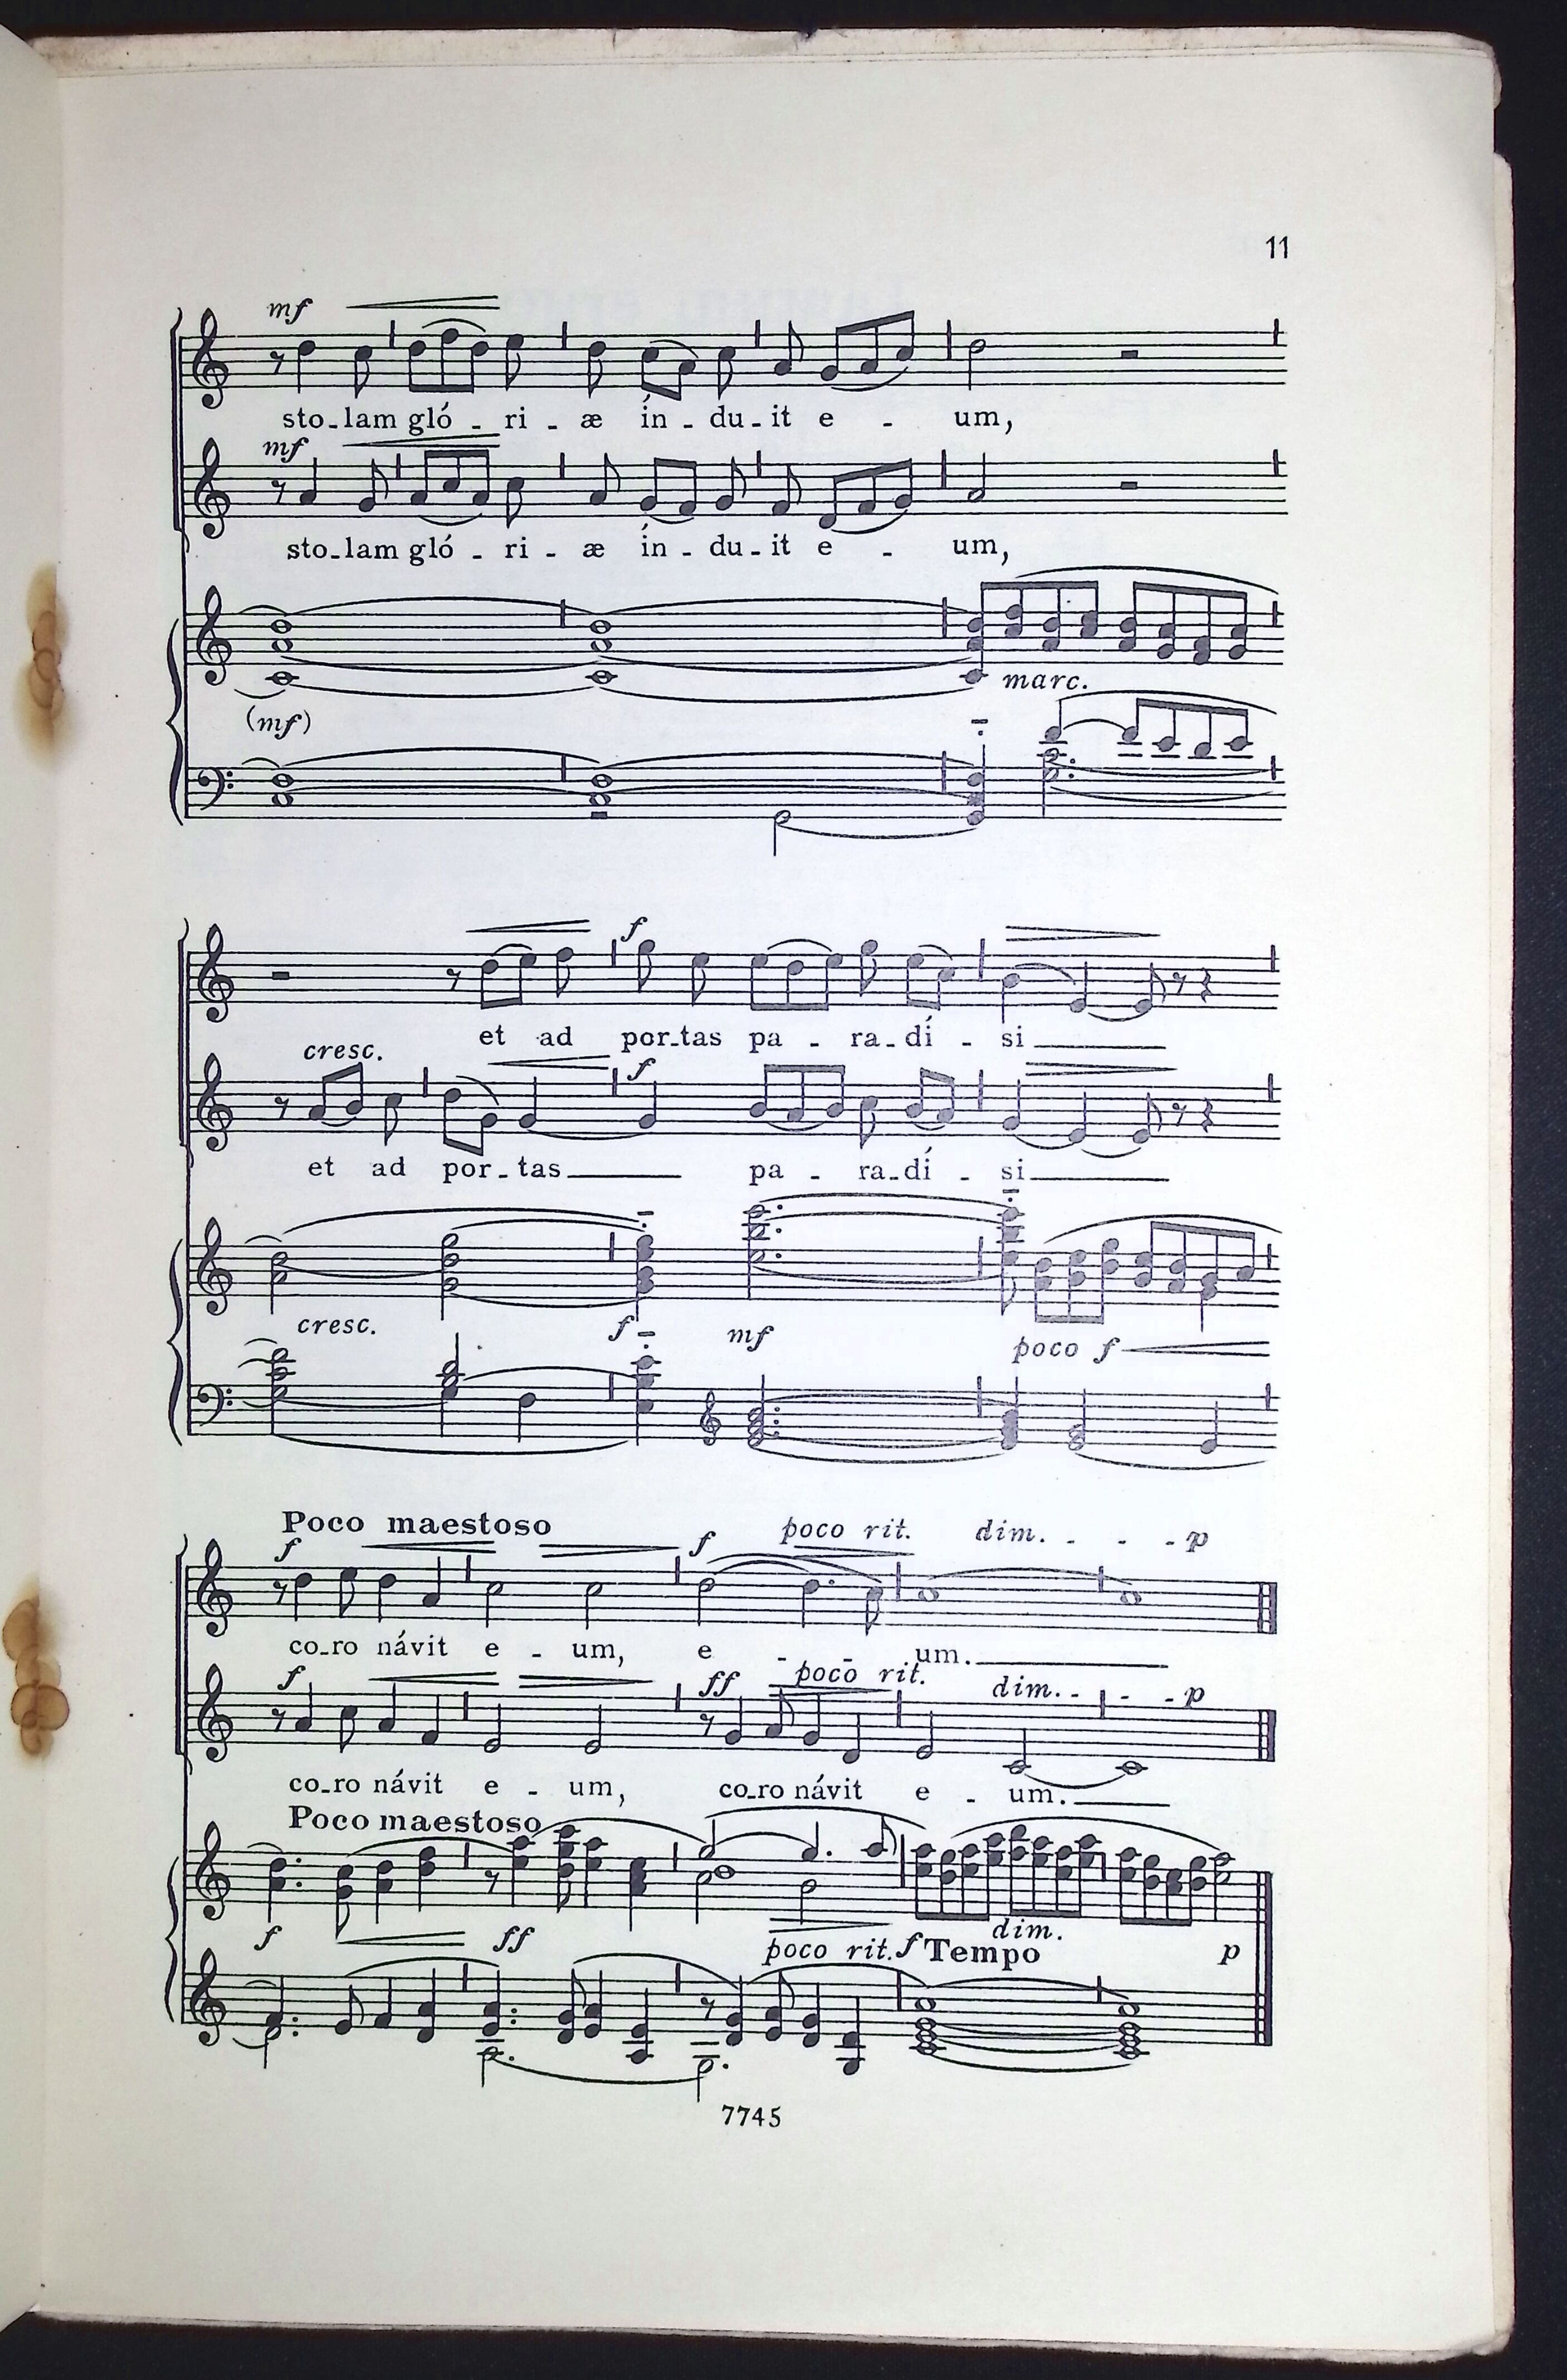 11
mf
sto-lam gló - ri - æ ín - du-it e - um,
mf
sto-lam gló - ri - æ ín - du-it e - um,
marc.
(mf)
f
et ad por-tas pa - ra-dí - si
cresc.
f
et ad por-tas pa - ra-dí - si
cresc. f mf poco f
Poco maestoso
f f poco rit. dim. - - - p
co-ro návit e - um, e - - um.
f ff poco rit. dim. - - - p
co-ro návit e - um, co-ro návit e - um.
Poco maestoso
f ff dim.
poco rit. f Tempo p
7745